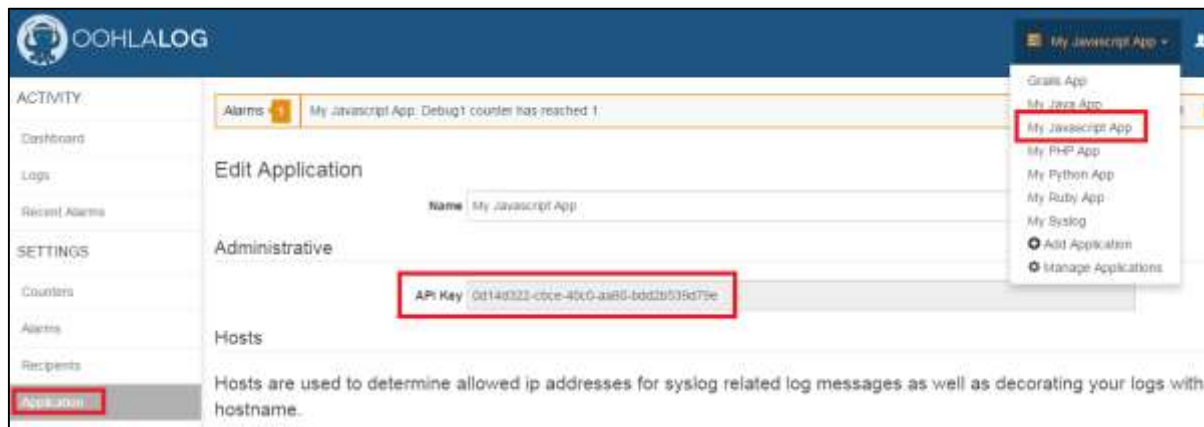 OOHLALOG
My Javascript App
ACTIVITY
Dashboard
Logs
Recent Alarms
SETTINGS
Counters
Alarms
Recipients
Application
Alarms 1 My Javascript App: Debug1 counter has reached 1
Edit Application
Name My Javascript App
Administrative
API Key
Hosts
Hosts are used to determine allowed ip addresses for syslog related log messages as well as decorating your logs with
hostname.
Grails App
My Java App
My Javascript App
My PHP App
My Python App
My Ruby App
My Syslog
Add Application
Manage Applications